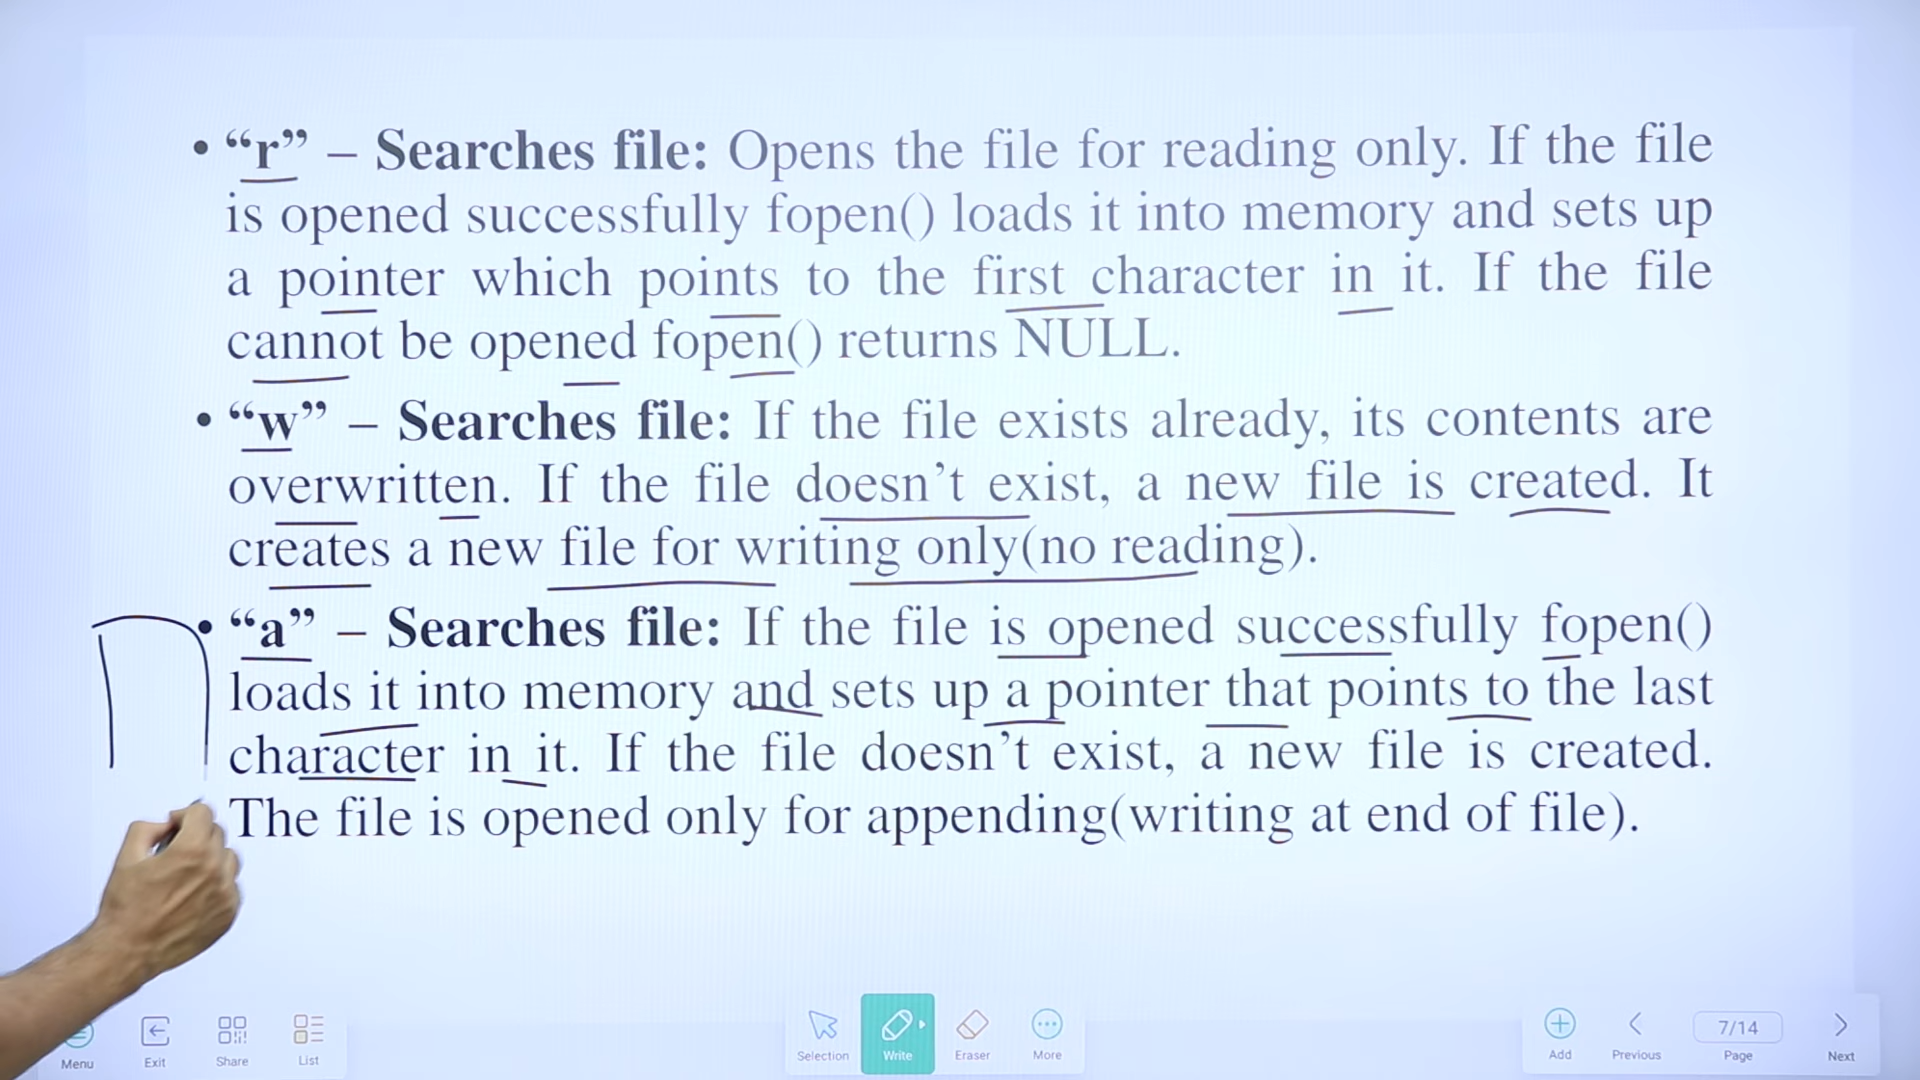 • “r” – Searches file: Opens the file for reading only. If the file
is opened successfully fopen() loads it into memory and sets up
a pointer which points to the first character in it. If the file
cannot be opened fopen() returns NULL.
• “w” – Searches file: If the file exists already, its contents are
overwritten. If the file doesn’t exist, a new file is created. It
creates a new file for writing only(no reading).
• “a” – Searches file: If the file is opened successfully fopen()
loads it into memory and sets up a pointer that points to the last
character in it. If the file doesn’t exist, a new file is created.
The file is opened only for appending(writing at end of file).
Menu Exit Share List Selection Write Eraser More Add Previous 7/14 Page Next